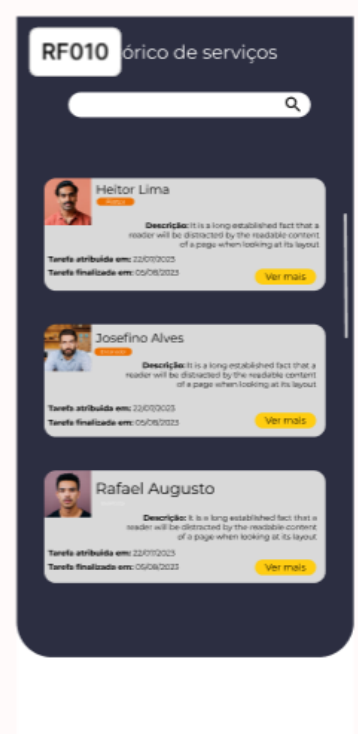 RF010 órico de serviços
Heitor Lima
Descrição: It is a long established fact that a
reader will be distracted by the readable content
of a page when looking at its layout
Tarefa atribuida em: 22/07/2023
Tarefa finalizada em: 05/08/2023
Ver mais
Josefino Alves
Descrição: It is a long established fact that a
reader will be distracted by the readable content
of a page when looking at its layout
Tarefa atribuida em: 22/07/2023
Tarefa finalizada em: 05/08/2023
Ver mais
Rafael Augusto
Descrição: It is a long established fact that a
reader will be distracted by the readable content
of a page when looking at its layout
Tarefa atribuida em: 22/07/2023
Tarefa finalizada em: 05/08/2023
Ver mais